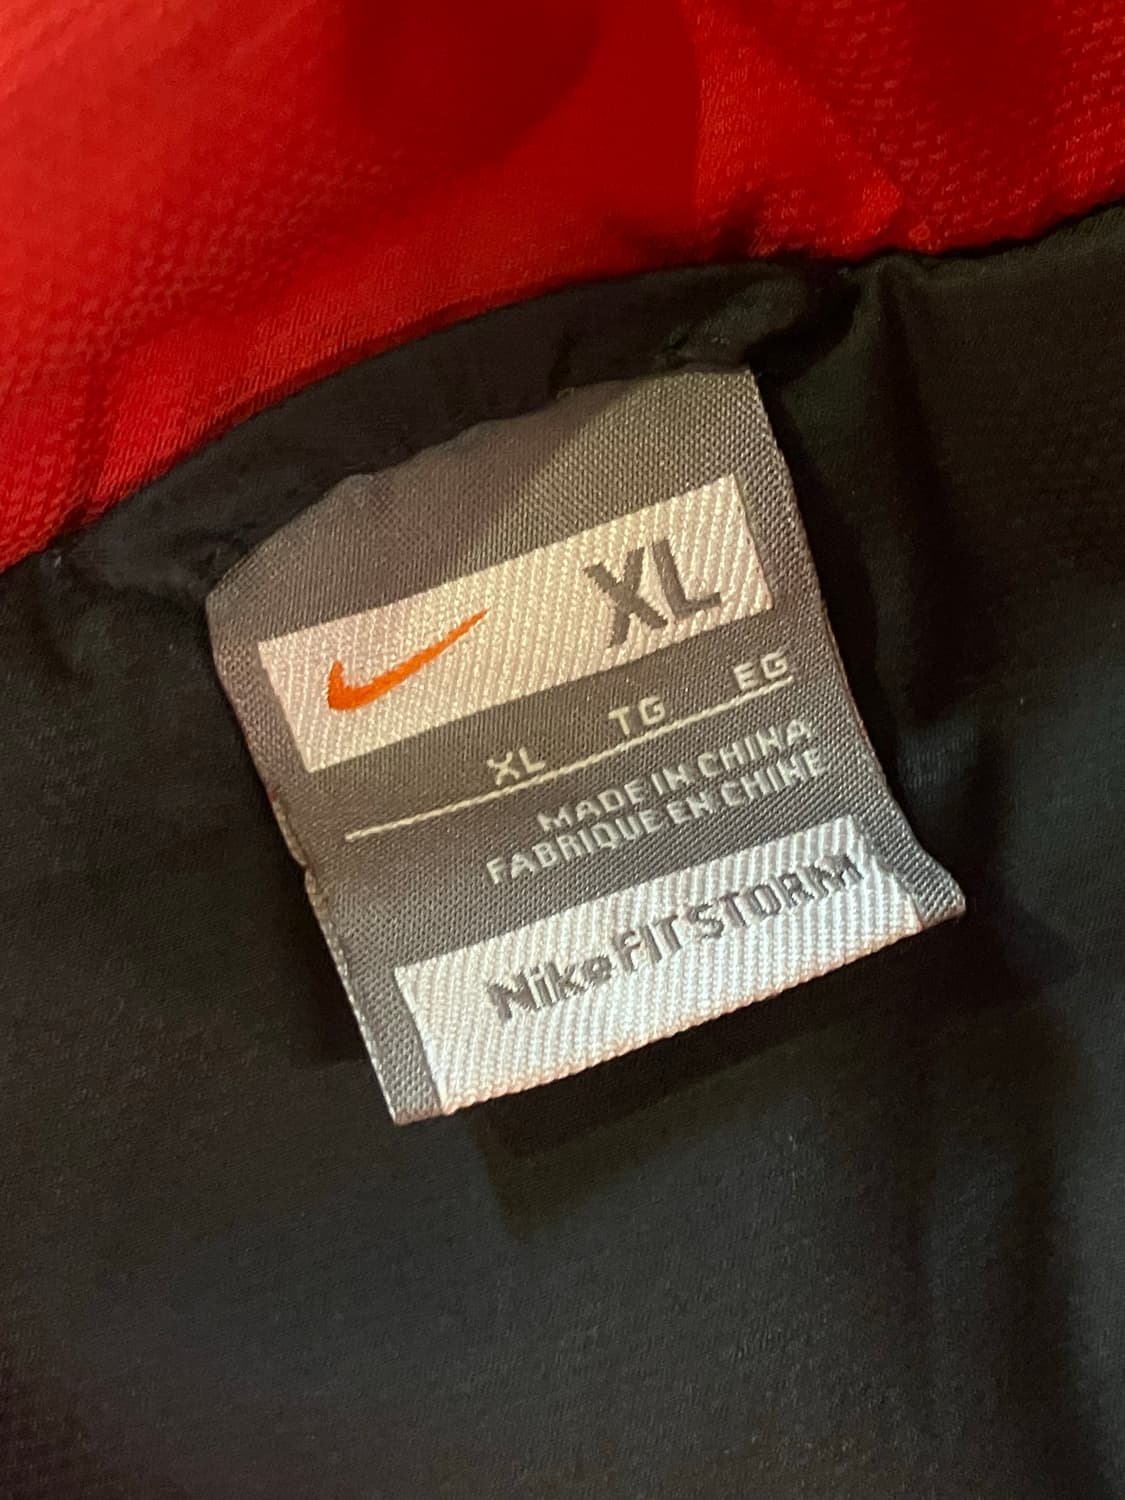 XL
XL TG EG
MADE IN CHINA
FABRIQUE EN CHINE
Nike FIT STORM